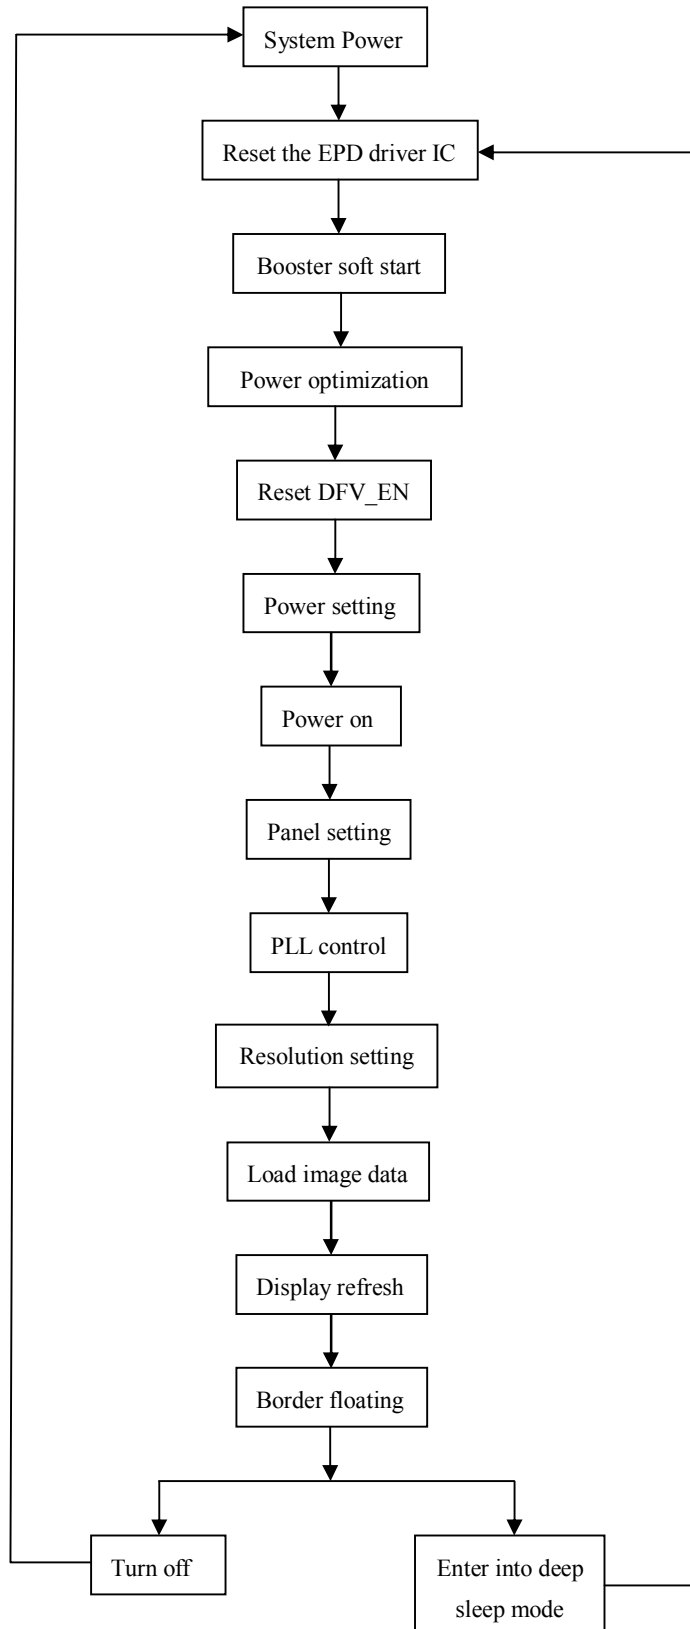 System Power
Reset the EPD driver IC
Booster soft start
Power optimization
Reset DFV_EN
Power setting
Power on
Panel setting
PLL control
Resolution setting
Load image data
Display refresh
Border floating
Turn off
Enter into deep
sleep mode